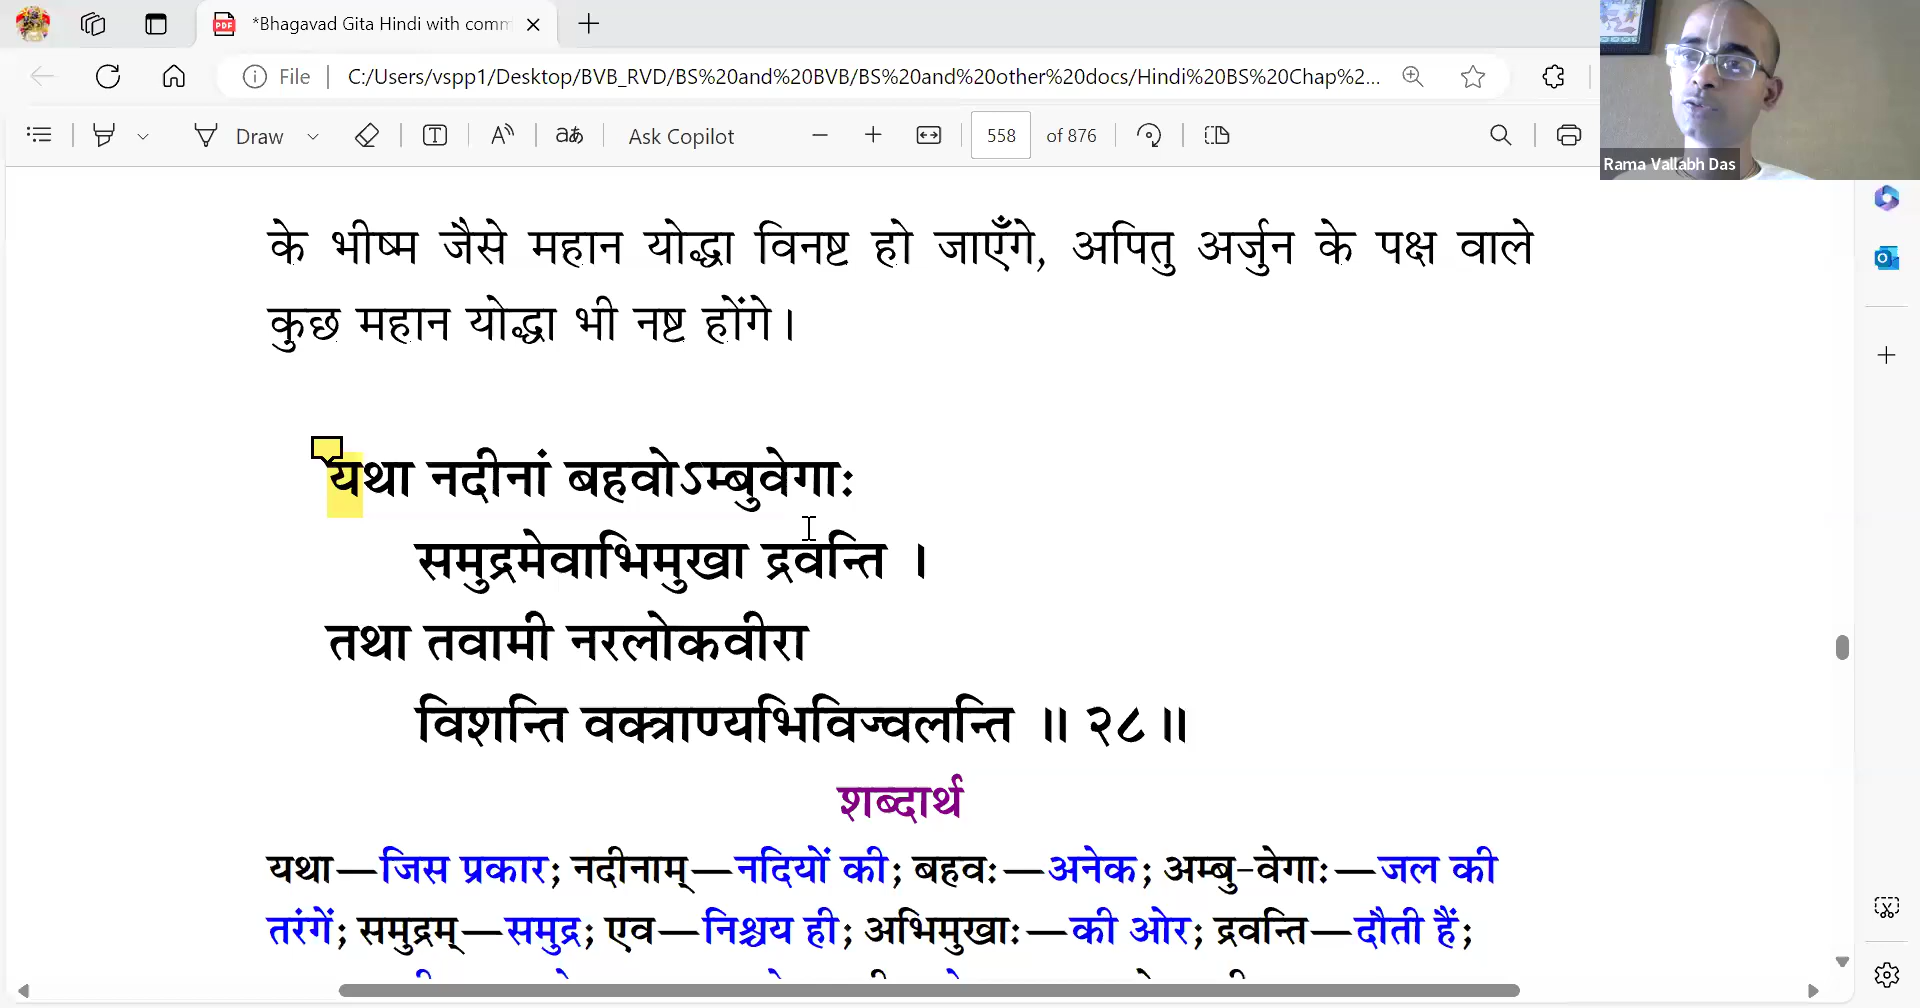 *Bhagavad Gita Hindi with comm
File
C:/Users/vspp1/Desktop/BVB_RVD/BS%20and%20BVB/BS%20and%20other%20docs/Hindi%20BS%20Chap%2...
Draw
Ask Copilot
558 of 876
Rama Vallabh Das
के भीष्म जैसे महान योद्धा विनष्ट हो जाएँगे, अपितु अर्जुन के पक्ष वाले
कुछ महान योद्धा भी नष्ट होंगे।
यथा नदीनां बहवोऽम्बुवेगाः
समुद्रमेवाभिमुखा द्रवन्ति ।
तथा तवामी नरलोकवीरा
विशन्ति वक्त्राण्यभिविज्वलन्ति ॥ २८॥
शब्दार्थ
यथा—जिस प्रकार; नदीनाम्—नदियों की; बहवः—अनेक; अम्बु-वेगाः—जल की
तरंगें; समुद्रम्—समुद्र; एव—निश्चय ही; अभिमुखाः—की ओर; द्रवन्ति—दौती हैं;